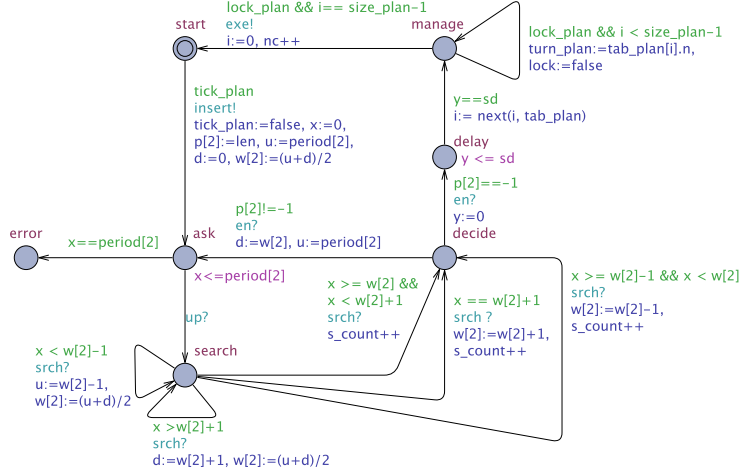 lock_plan && i== size_plan-1
exe!
i:=0, nc++
start
manage
lock_plan && i < size_plan-1
turn_plan:=tab_plan[i].n,
lock:=false
tick_plan
insert!
tick_plan:=false, x:=0,
p[2]:=len, u:=period[2],
d:=0, w[2]:=(u+d)/2
y==sd
i:= next(i, tab_plan)
delay
y <= sd
p[2]==-1
en?
y:=0
decide
p[2]!=-1
en?
d:=w[2], u:=period[2]
error
x==period[2]
ask
x<=period[2]
up?
x >= w[2] &&
x < w[2]+1
srch?
s_count++
x == w[2]+1
srch ?
w[2]:=w[2]+1,
s_count++
x >= w[2]-1 && x < w[2]
srch?
w[2]:=w[2]-1,
s_count++
search
x < w[2]-1
srch?
u:=w[2]-1,
w[2]:=(u+d)/2
x >w[2]+1
srch?
d:=w[2]+1, w[2]:=(u+d)/2